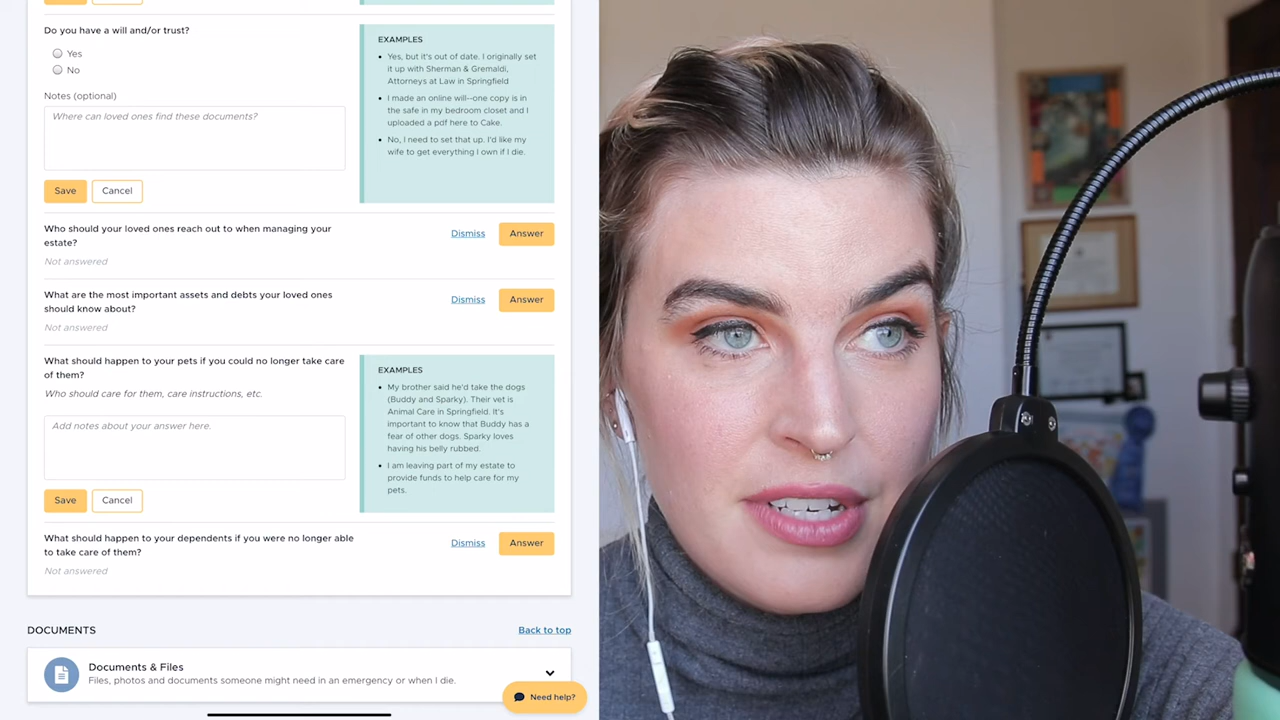 Do you have a will and/or trust?
Yes
No
Notes (optional)
Where can loved ones find these documents?
Save
Cancel
EXAMPLES
• Yes, but it's out of date. I originally set
it up with Sherman & Gremaldi,
Attorneys at Law in Springfield
• I made an online will--one copy is in
the safe in my bedroom closet and I
uploaded a pdf here to Cake.
• No, I need to set that up. I'd like my
wife to get everything I own if I die.
Who should your loved ones reach out to when managing your
estate?
Not answered
Dismiss
Answer
What are the most important assets and debts your loved ones
should know about?
Not answered
Dismiss
Answer
What should happen to your pets if you could no longer take care
of them?
Who should care for them, care instructions, etc.
Add notes about your answer here.
Save
Cancel
EXAMPLES
• My brother said he'd take the dogs
(Buddy and Sparky). Their vet is
Animal Care in Springfield. It's
important to know that Buddy has a
fear of other dogs. Sparky loves
having his belly rubbed.
• I am leaving part of my estate to
provide funds to help care for my
pets.
What should happen to your dependents if you were no longer able
to take care of them?
Not answered
Dismiss
Answer
DOCUMENTS
Back to top
Documents & Files
Files, photos and documents someone might need in an emergency or when I die.
Need help?